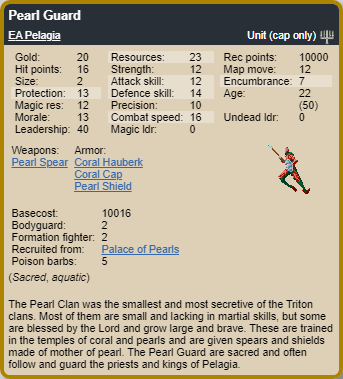 Pearl Guard
EA Pelagia Unit (cap only)
Gold: 20 Resources: 23 Rec points: 10000
Hit points: 16 Strength: 12 Map move: 12
Size: 2 Attack skill: 12 Encumbrance: 7
Protection: 13 Defence skill: 14 Age: 22
Magic res: 12 Precision: 10 (50)
Morale: 13 Combat speed: 16 Undead ldr: 0
Leadership: 40 Magic ldr: 0
Weapons: Armor:
Pearl Spear Coral Hauberk
Coral Cap
Pearl Shield
Basecost: 10016
Bodyguard: 2
Formation fighter: 2
Recruited from: Palace of Pearls
Poison barbs: 5
(Sacred, aquatic)
The Pearl Clan was the smallest and most secretive of the Triton
clans. Most of them are small and lacking in martial skills, but some
are blessed by the Lord and grow large and brave. These are trained
in the temples of coral and pearls and are given spears and shields
made of mother of pearl. The Pearl Guard are sacred and often
follow and guard the priests and kings of Pelagia.